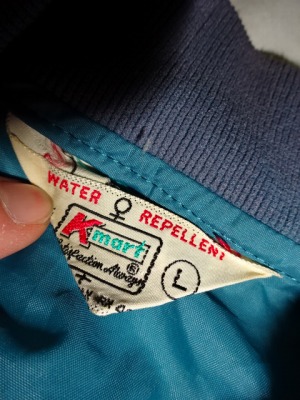 WATER REPELLENT
Kmart ®
Satisfaction Always
L